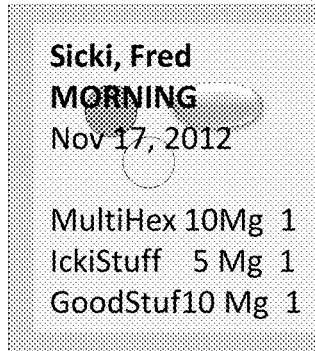 Sicki, Fred
MORNING
Nov 17, 2012
MultiHex 10Mg 1
IckiStuff 5 Mg 1
GoodStuf10 Mg 1